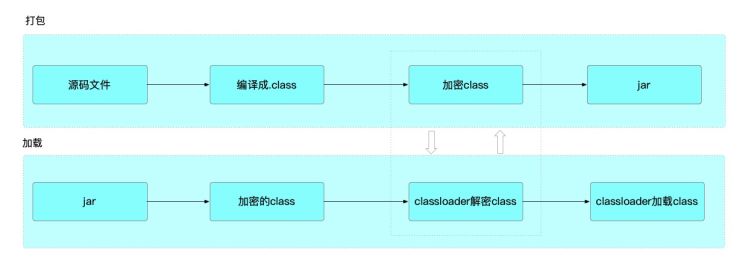 打包
源码文件
编译成.class
加密class
jar
加载
jar
加密的class
classloader解密class
classloader加载class